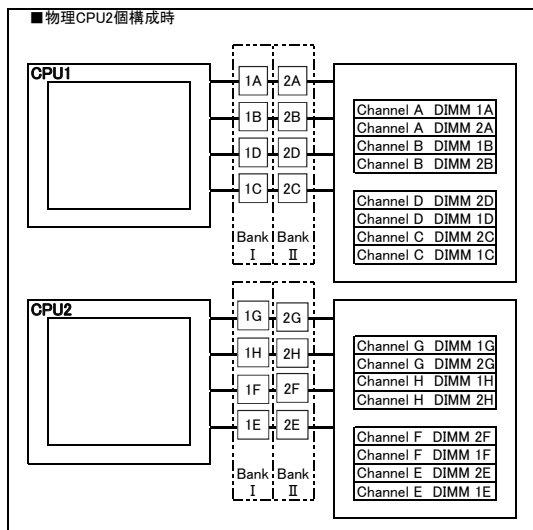 ■物理CPU2個構成時
CPU1
1A 2A
1B 2B
1D 2D
1C 2C
Bank Bank
Ⅰ Ⅱ
Channel A DIMM 1A
Channel A DIMM 2A
Channel B DIMM 1B
Channel B DIMM 2B
Channel D DIMM 2D
Channel D DIMM 1D
Channel C DIMM 2C
Channel C DIMM 1C
CPU2
1G 2G
1H 2H
1F 2F
1E 2E
Bank Bank
Ⅰ Ⅱ
Channel G DIMM 1G
Channel G DIMM 2G
Channel H DIMM 1H
Channel H DIMM 2H
Channel F DIMM 2F
Channel F DIMM 1F
Channel E DIMM 2E
Channel E DIMM 1E